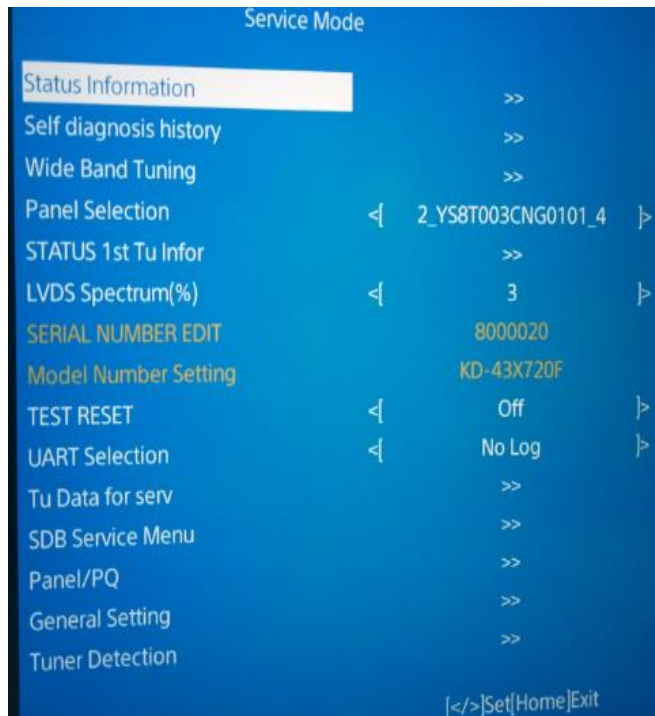 Service Mode
Status Information >>
Self diagnosis history >>
Wide Band Tuning >>
Panel Selection <[ 2_YS8T003CNG0101_4 ]>
STATUS 1st Tu Infor >>
LVDS Spectrum(%) <[ 3 ]>
SERIAL NUMBER EDIT 8000020
Model Number Setting KD-43X720F
TEST RESET <[ Off ]>
UART Selection <[ No Log ]>
Tu Data for serv >>
SDB Service Menu >>
Panel/PQ >>
General Setting >>
Tuner Detection >>
[</>]Set[Home]Exit